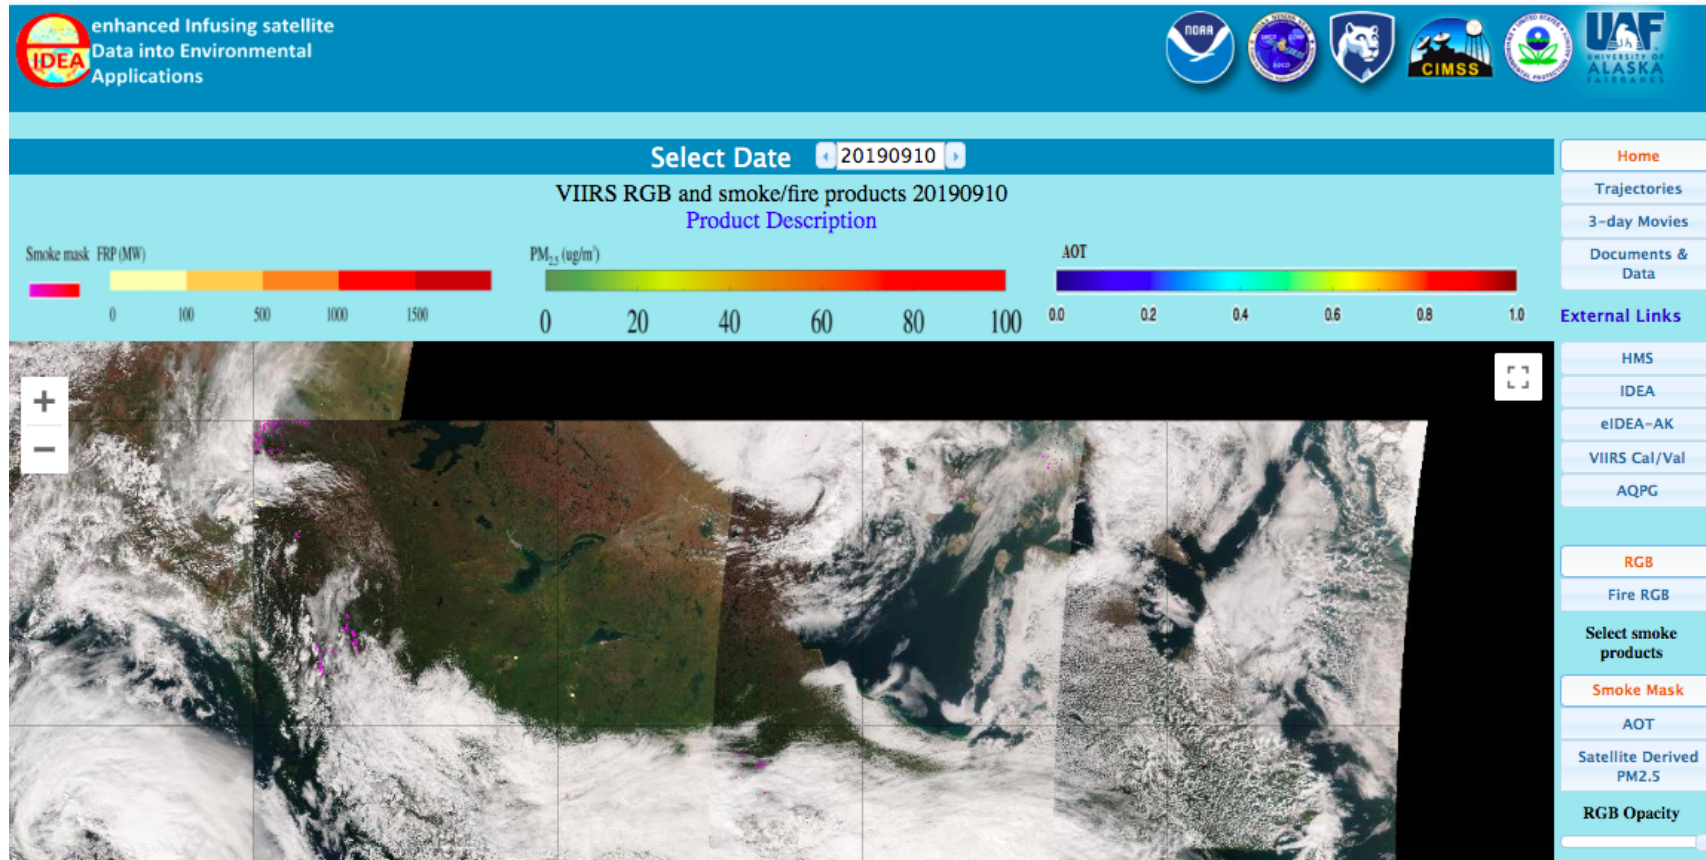 enhanced Infusing satellite
Data into Environmental
Applications
IDEA
NOAA
CIMSS
UAF
UNIVERSITY OF
ALASKA
FAIRBANKS
Select Date 20190910
VIIRS RGB and smoke/fire products 20190910
Product Description
Smoke mask FRP (MW)
0 100 500 1000 1500
PM2.5 (ug/m³)
0 20 40 60 80 100
AOT
0.0 0.2 0.4 0.6 0.8 1.0
+
−
Home
Trajectories
3-day Movies
Documents &
Data
External Links
HMS
IDEA
eIDEA-AK
VIIRS Cal/Val
AQPG
RGB
Fire RGB
Select smoke
products
Smoke Mask
AOT
Satellite Derived
PM2.5
RGB Opacity